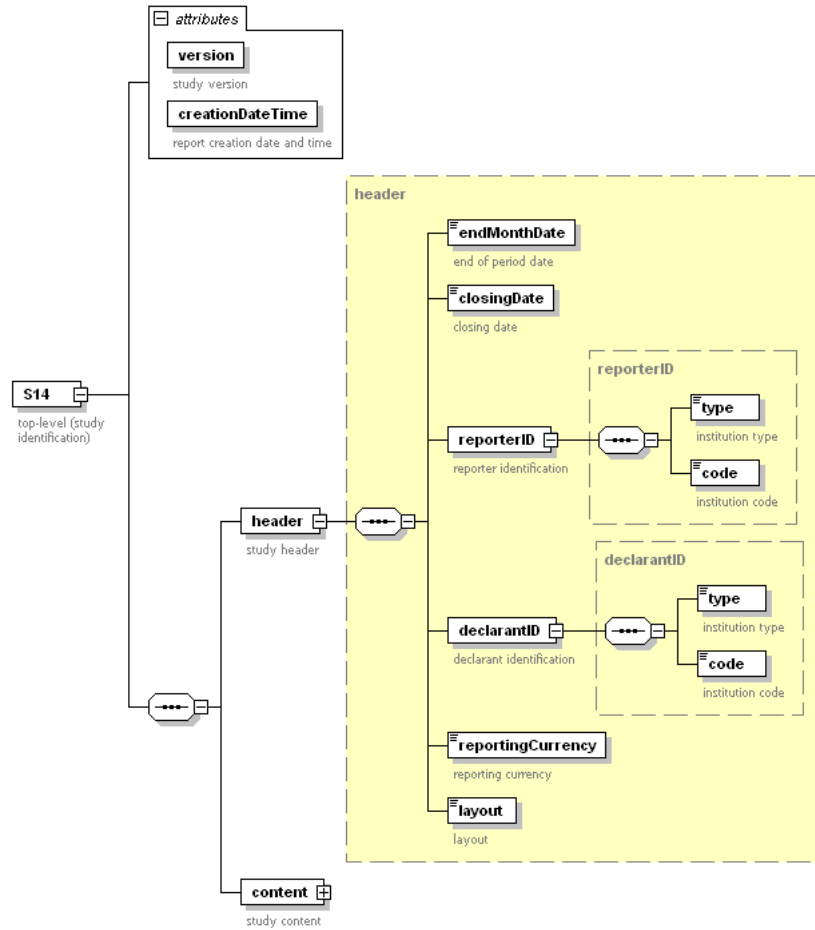 attributes
version
study version
creationDateTime
report creation date and time
header
endMonthDate
end of period date
closingDate
closing date
reporterID
type
institution type
code
institution code
reporterID
reporter identification
S14
top-level (study
identification)
header
study header
declarantID
type
institution type
code
institution code
declarantID
declarant identification
reportingCurrency
reporting currency
layout
layout
content
study content